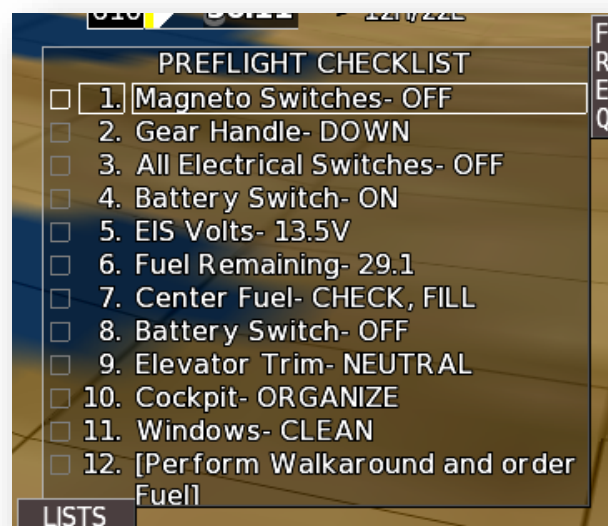 PREFLIGHT CHECKLIST
1. Magneto Switches- OFF
2. Gear Handle- DOWN
3. All Electrical Switches- OFF
4. Battery Switch- ON
5. EIS Volts- 13.5V
6. Fuel Remaining- 29.1
7. Center Fuel- CHECK, FILL
8. Battery Switch- OFF
9. Elevator Trim- NEUTRAL
10. Cockpit- ORGANIZE
11. Windows- CLEAN
12. [Perform Walkaround and order
Fuel]
LISTS